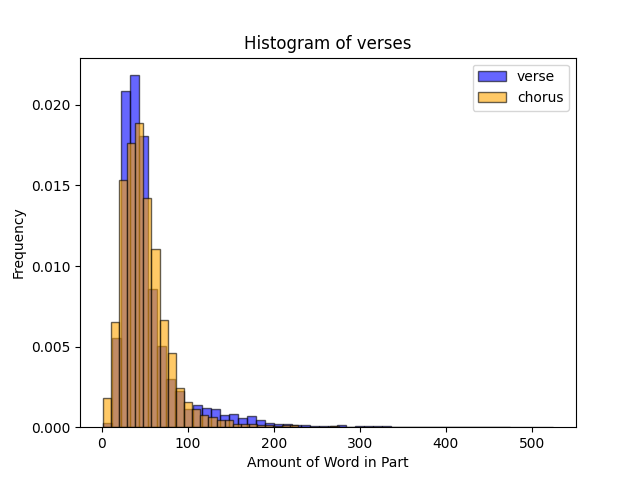 Histogram of verses
verse
chorus
0.020
0.015
0.010
0.005
0.000
Frequency
0 100 200 300 400 500
Amount of Word in Part